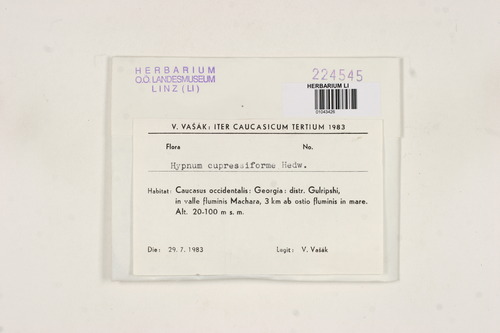 HERBARIUM
O.Ö. LANDESMUSEUM
LINZ (LI)
224545
HERBARIUM LI
01043426
V. VAŠÁK: ITER CAUCASICUM TERTIUM 1983
Flora No.
Hypnum cupressiforme Hedw.
Habitat: Caucasus occidentalis: Georgia: distr. Gulripshi,
in valle fluminis Machara, 3 km ab ostio fluminis in mare.
Alt. 20-100 m s. m.
Die: 29. 7. 1983 Legit: V. Vašák